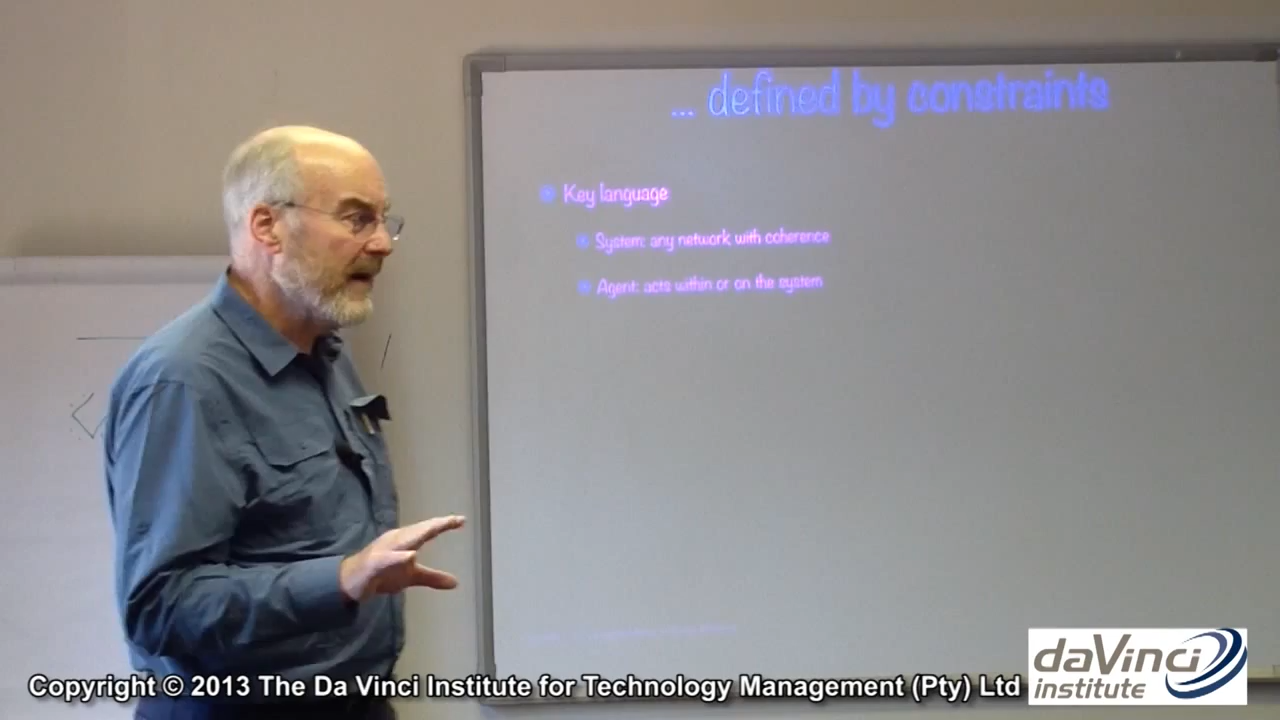 ... defined by constraints
Key language
System: any network with coherence
Agent: acts within or on the system
Copyright © 2013 The Da Vinci Institute for Technology Management (Pty) Ltd
daVinci
institute